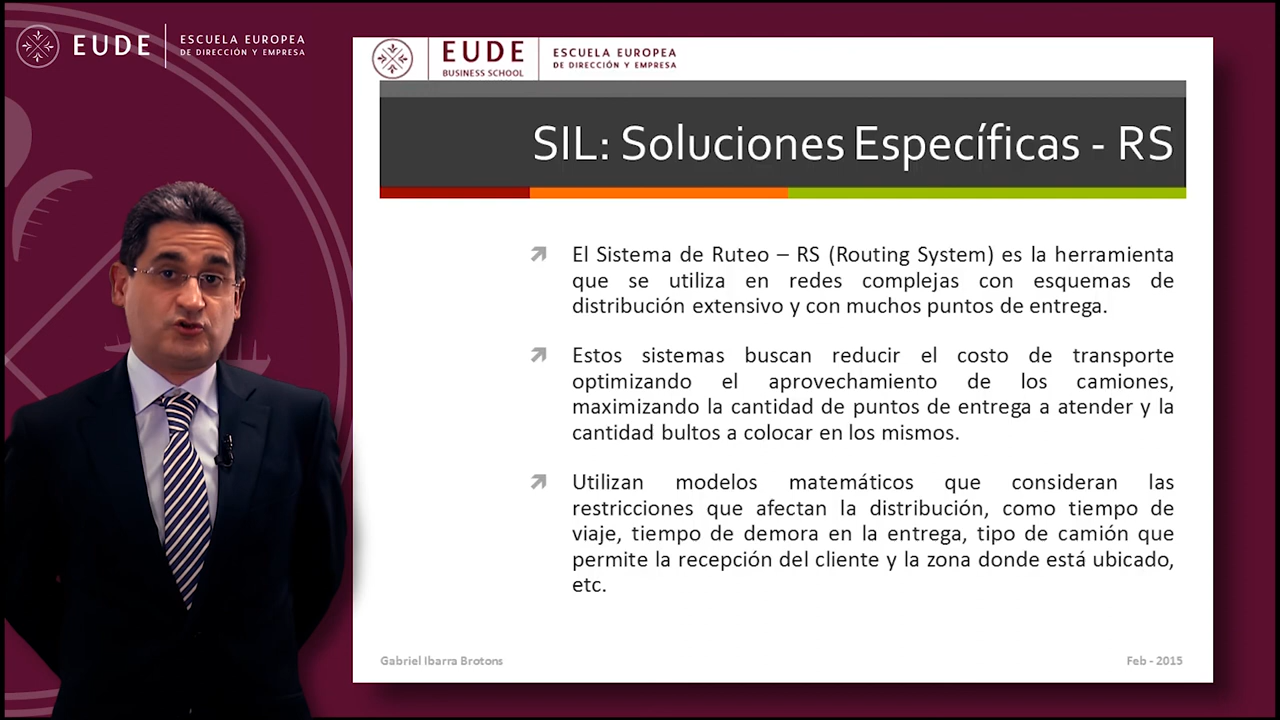 EUDE
ESCUELA EUROPEA
DE DIRECCIÓN Y EMPRESA
EUDE
BUSINESS SCHOOL
ESCUELA EUROPEA
DE DIRECCIÓN Y EMPRESA
SIL: Soluciones Específicas - RS
El Sistema de Ruteo – RS (Routing System) es la herramienta
que se utiliza en redes complejas con esquemas de
distribución extensivo y con muchos puntos de entrega.
Estos sistemas buscan reducir el costo de transporte
optimizando el aprovechamiento de los camiones,
maximizando la cantidad de puntos de entrega a atender y la
cantidad bultos a colocar en los mismos.
Utilizan modelos matemáticos que consideran las
restricciones que afectan la distribución, como tiempo de
viaje, tiempo de demora en la entrega, tipo de camión que
permite la recepción del cliente y la zona donde está ubicado,
etc.
Gabriel Ibarra Brotons
Feb - 2015